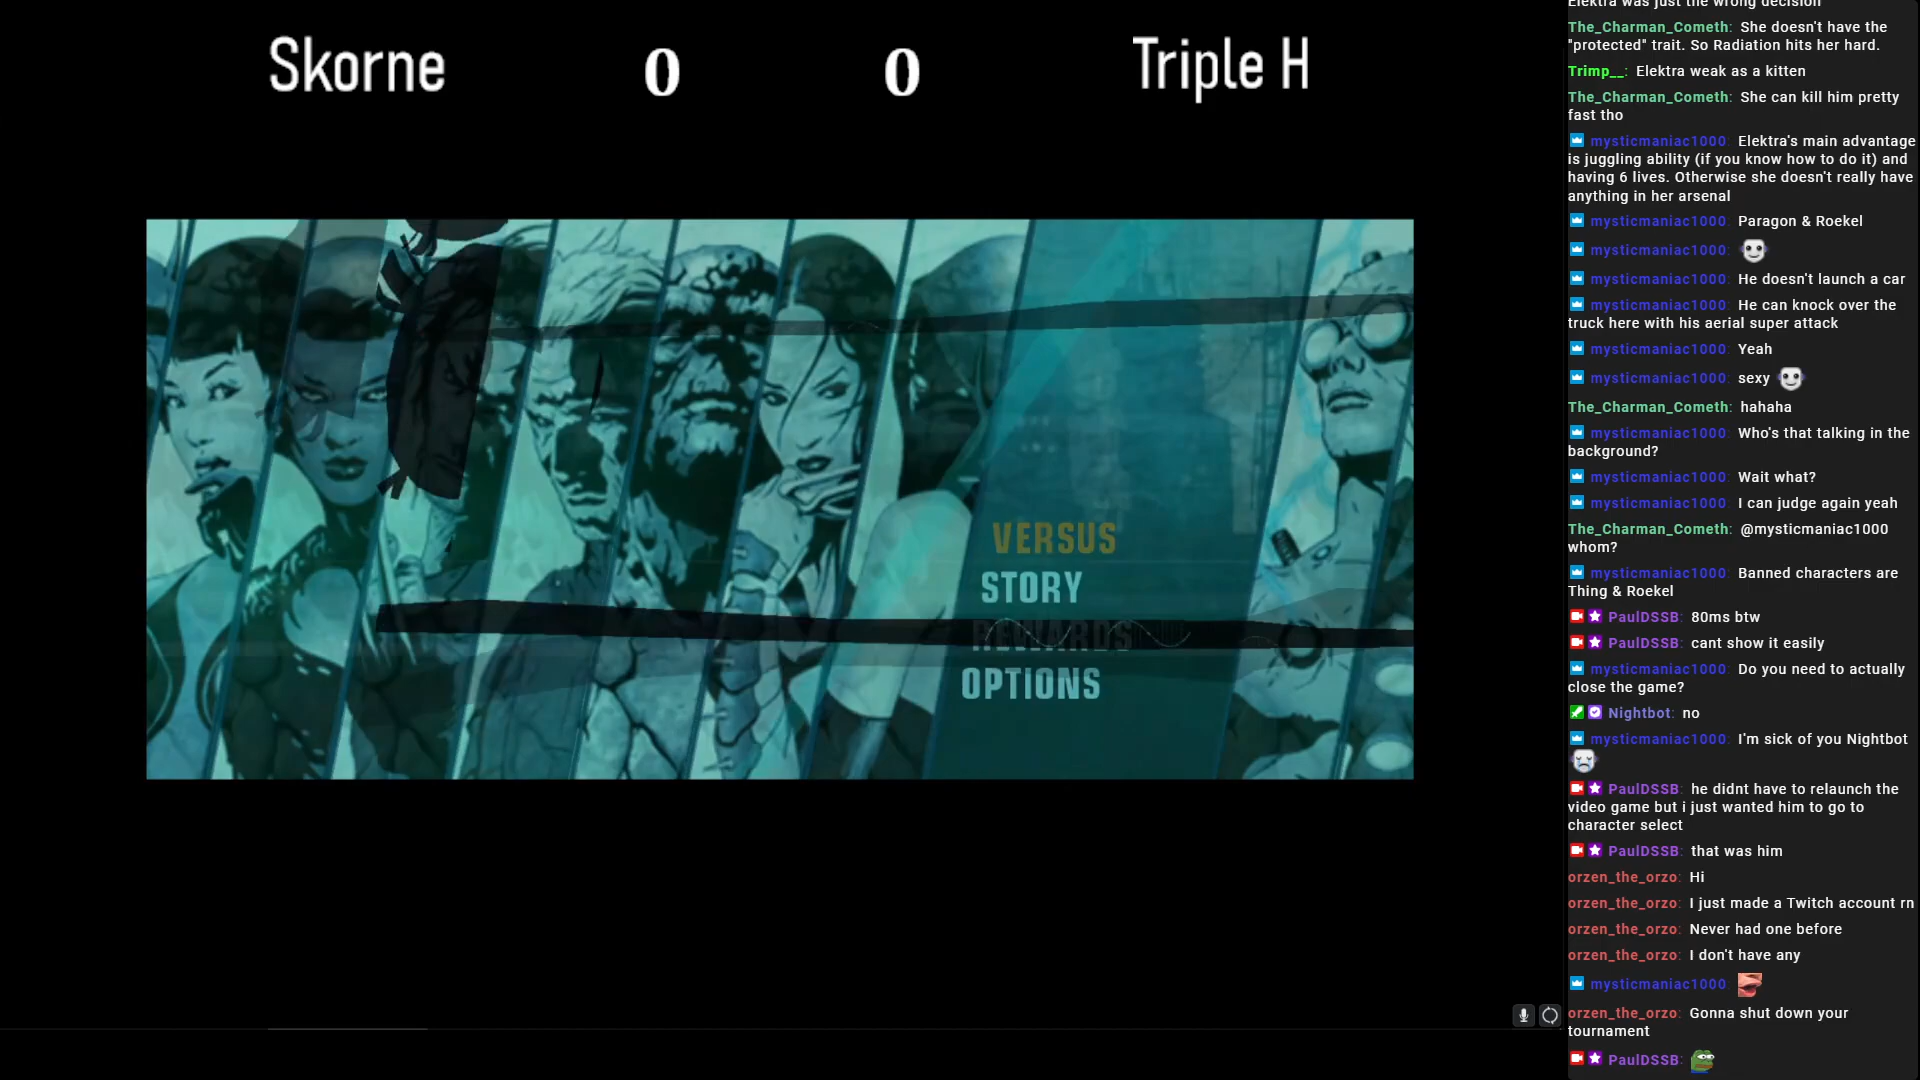 Skorne 0 0 Triple H
VERSUS
STORY
REWARDS
OPTIONS
Elektra was just the wrong decision
The_Charman_Cometh: She doesn't have the
"protected" trait. So Radiation hits her hard.
Trimp__: Elektra weak as a kitten
The_Charman_Cometh: She can kill him pretty
fast tho
mysticmaniac1000: Elektra's main advantage
is juggling ability (if you know how to do it) and
having 6 lives. Otherwise she doesn't really have
anything in her arsenal
mysticmaniac1000: Paragon & Roekel
mysticmaniac1000:
mysticmaniac1000: He doesn't launch a car
mysticmaniac1000: He can knock over the
truck here with his aerial super attack
mysticmaniac1000: Yeah
mysticmaniac1000: sexy
The_Charman_Cometh: hahaha
mysticmaniac1000: Who's that talking in the
background?
mysticmaniac1000: Wait what?
mysticmaniac1000: I can judge again yeah
The_Charman_Cometh: @mysticmaniac1000
whom?
mysticmaniac1000: Banned characters are
Thing & Roekel
PaulDSSB: 80ms btw
PaulDSSB: cant show it easily
mysticmaniac1000: Do you need to actually
close the game?
Nightbot: no
mysticmaniac1000: I'm sick of you Nightbot
PaulDSSB: he didnt have to relaunch the
video game but i just wanted him to go to
character select
PaulDSSB: that was him
orzen_the_orzo: Hi
orzen_the_orzo: I just made a Twitch account rn
orzen_the_orzo: Never had one before
orzen_the_orzo: I don't have any
mysticmaniac1000:
orzen_the_orzo: Gonna shut down your
tournament
PaulDSSB: